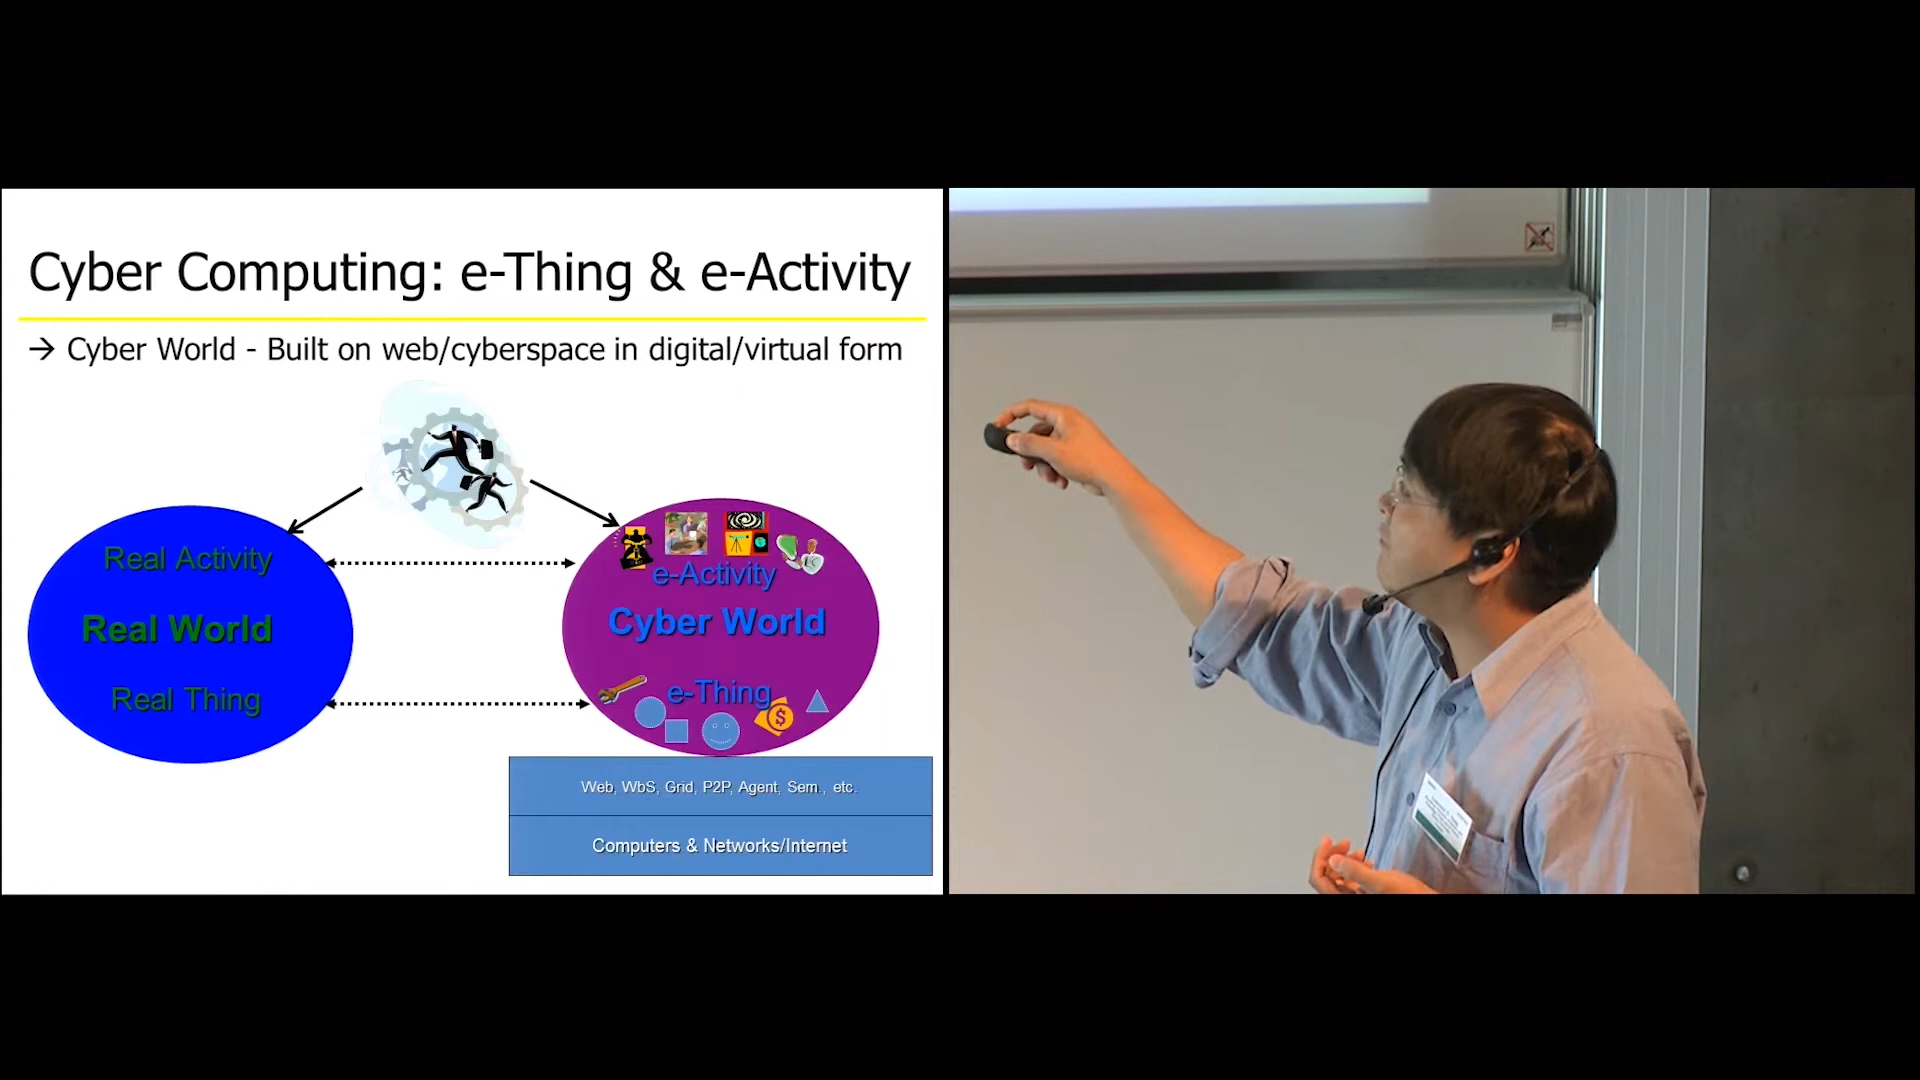 Cyber Computing: e-Thing & e-Activity
→ Cyber World - Built on web/cyberspace in digital/virtual form
Real Activity
Real World
Real Thing
e-Activity
Cyber World
e-Thing
$
Web, WbS, Grid, P2P, Agent, Sem., etc.
Computers & Networks/Internet